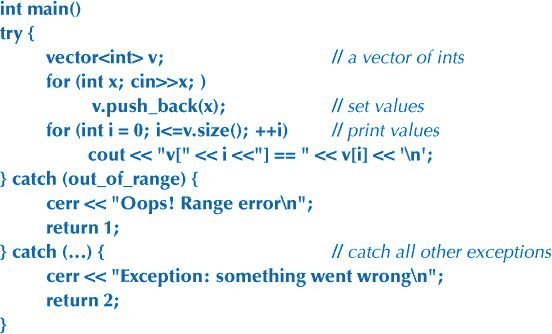 int main()
try {
vector<int> v; // a vector of ints
for (int x; cin>>x; )
v.push_back(x); // set values
for (int i = 0; i<=v.size(); ++i) // print values
cout << "v[" << i <<"] == " << v[i] << '\n';
} catch (out_of_range) {
cerr << "Oops! Range error\n";
return 1;
} catch (…) { // catch all other exceptions
cerr << "Exception: something went wrong\n";
return 2;
}